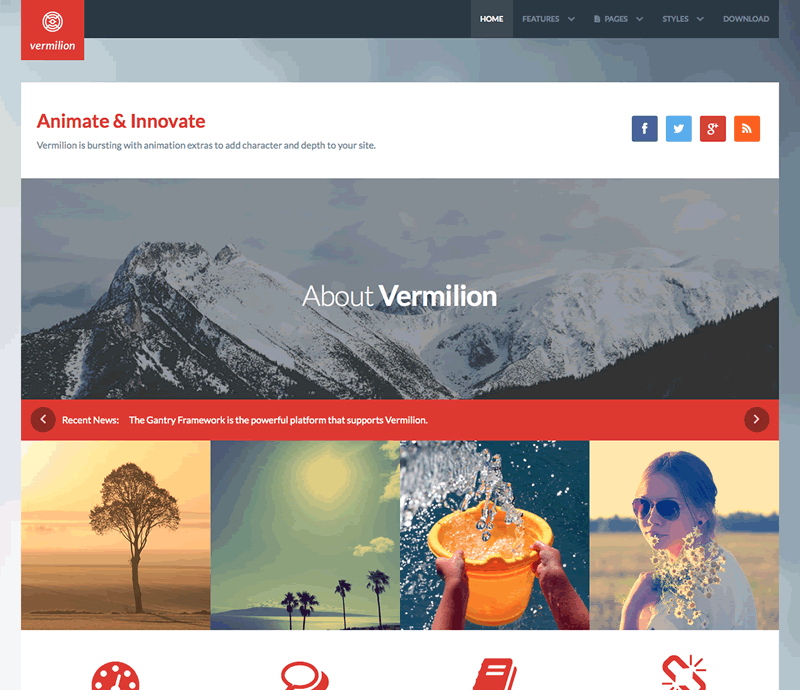 vermilion
HOME FEATURES PAGES STYLES DOWNLOAD
Animate & Innovate
Vermilion is bursting with animation extras to add character and depth to your site.
f g+
About Vermilion
Recent News: The Gantry Framework is the powerful platform that supports Vermilion.